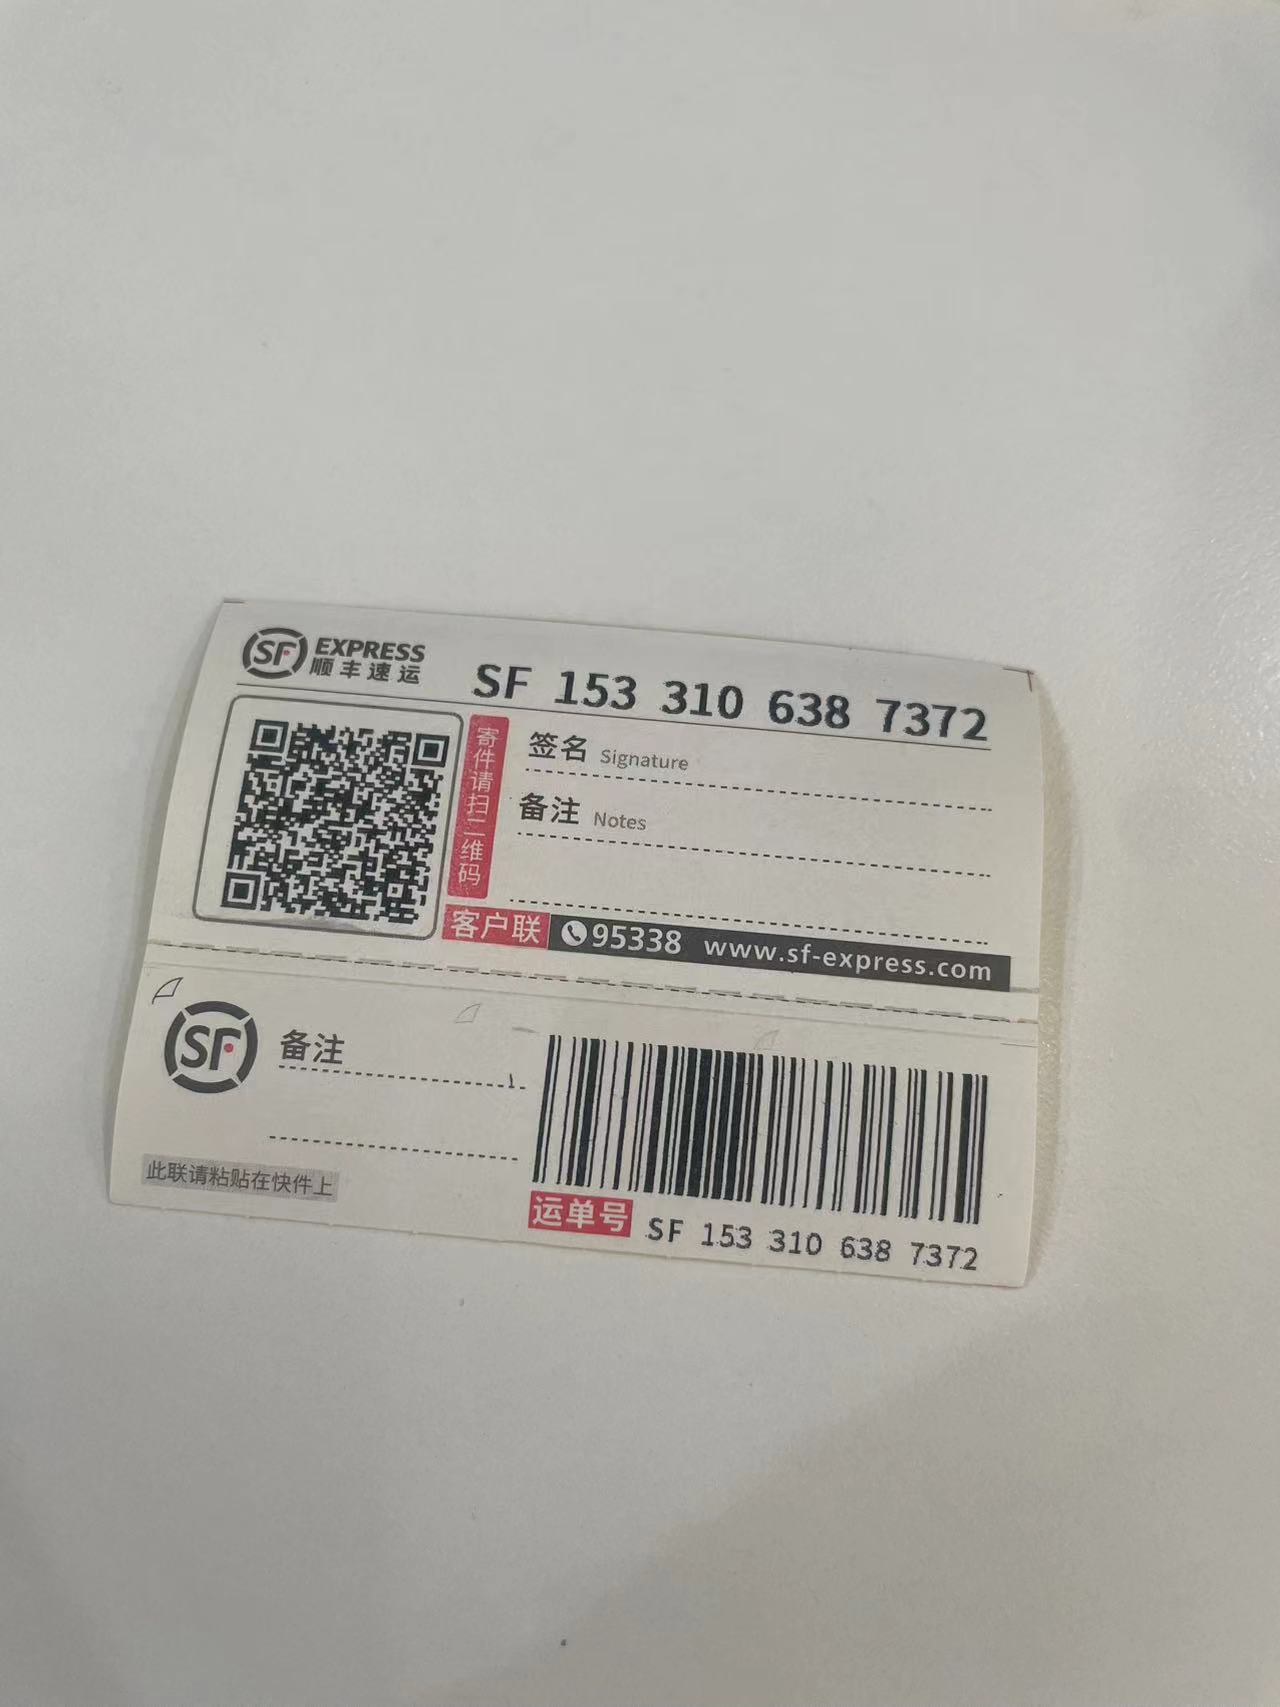 SF EXPRESS
顺丰速运
SF 153 310 638 7372
寄件请扫二维码
签名 Signature
备注 Notes
客户联 95338 www.sf-express.com
SF 备注
此联请粘贴在快件上
运单号 SF 153 310 638 7372